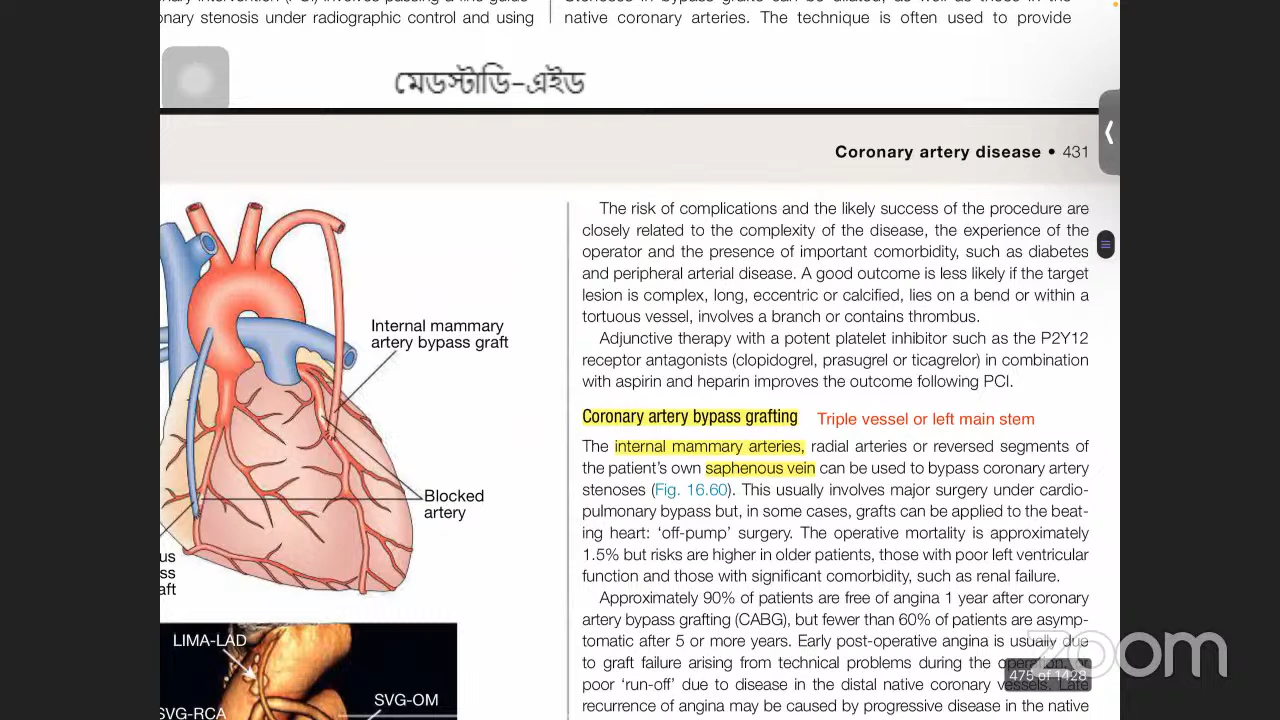 onary stenosis under radiographic control and using
native coronary arteries. The technique is often used to provide
মেডস্টাডি-এইড
Coronary artery disease • 431
Internal mammary
artery bypass graft
Blocked
artery
us
ss
aft
LIMA-LAD
SVG-OM
SVG-RCA
The risk of complications and the likely success of the procedure are
closely related to the complexity of the disease, the experience of the
operator and the presence of important comorbidity, such as diabetes
and peripheral arterial disease. A good outcome is less likely if the target
lesion is complex, long, eccentric or calcified, lies on a bend or within a
tortuous vessel, involves a branch or contains thrombus.
Adjunctive therapy with a potent platelet inhibitor such as the P2Y12
receptor antagonists (clopidogrel, prasugrel or ticagrelor) in combination
with aspirin and heparin improves the outcome following PCI.
Coronary artery bypass grafting Triple vessel or left main stem
The internal mammary arteries, radial arteries or reversed segments of
the patient's own saphenous vein can be used to bypass coronary artery
stenoses (Fig. 16.60). This usually involves major surgery under cardio-
pulmonary bypass but, in some cases, grafts can be applied to the beat-
ing heart: 'off-pump' surgery. The operative mortality is approximately
1.5% but risks are higher in older patients, those with poor left ventricular
function and those with significant comorbidity, such as renal failure.
Approximately 90% of patients are free of angina 1 year after coronary
artery bypass grafting (CABG), but fewer than 60% of patients are asymp-
tomatic after 5 or more years. Early post-operative angina is usually due
to graft failure arising from technical problems during the operation, or
poor 'run-off' due to disease in the distal native coronary vessels. Late
recurrence of angina may be caused by progressive disease in the native
475 of 1428
zoom